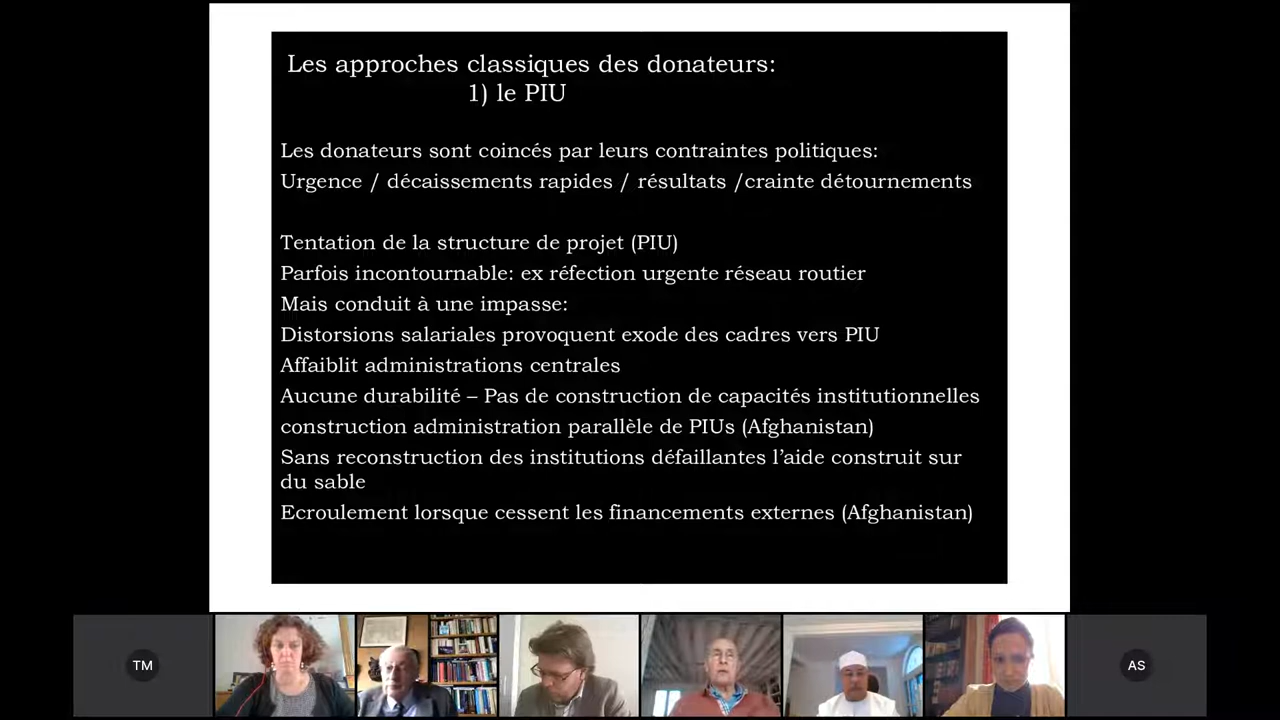 Les approches classiques des donateurs:
1) le PIU
Les donateurs sont coincés par leurs contraintes politiques:
Urgence / décaissements rapides / résultats /crainte détournements
Tentation de la structure de projet (PIU)
Parfois incontournable: ex réfection urgente réseau routier
Mais conduit à une impasse:
Distorsions salariales provoquent exode des cadres vers PIU
Affaiblit administrations centrales
Aucune durabilité – Pas de construction de capacités institutionnelles
construction administration parallèle de PIUs (Afghanistan)
Sans reconstruction des institutions défaillantes l’aide construit sur
du sable
Ecroulement lorsque cessent les financements externes (Afghanistan)
TM
AS